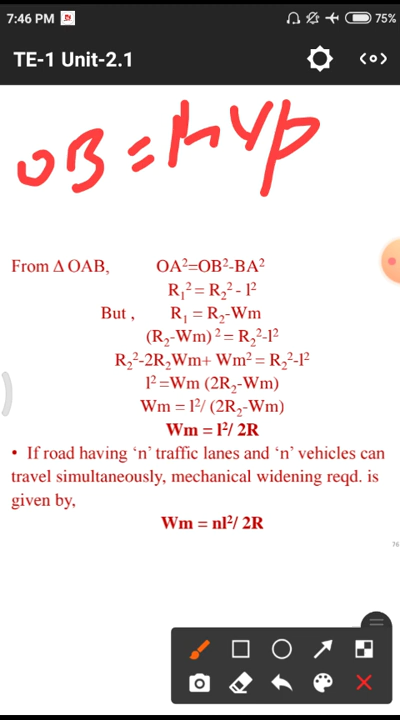 7:46 PM 75%
TE-1 Unit-2.1
OB = hyp
From Δ OAB, OA²=OB²-BA²
R₁² = R₂² - l²
But , R₁ = R₂-Wm
(R₂-Wm) ² = R₂²-l²
R₂²-2R₂Wm+ Wm² = R₂²-l²
l² =Wm (2R₂-Wm)
Wm = l²/ (2R₂-Wm)
Wm = l²/ 2R
• If road having ‘n’ traffic lanes and ‘n’ vehicles can
travel simultaneously, mechanical widening reqd. is
given by,
Wm = nl²/ 2R
76